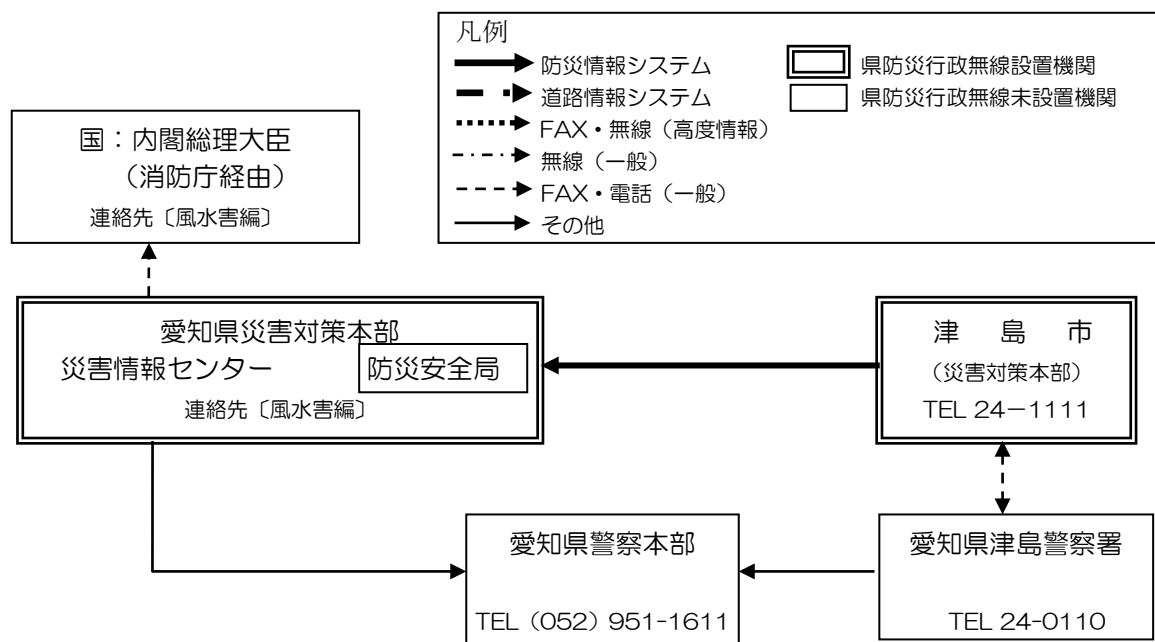 凡例
防災情報システム
県防災行政無線設置機関
道路情報システム
県防災行政無線未設置機関
FAX・無線（高度情報）
無線（一般）
FAX・電話（一般）
その他
国：内閣総理大臣
（消防庁経由）
連絡先〔風水害編〕
愛知県災害対策本部
災害情報センター
防災安全局
連絡先〔風水害編〕
津　島　市
（災害対策本部）
TEL 24－1111
愛知県警察本部
TEL（052）951-1611
愛知県津島警察署
TEL 24-0110